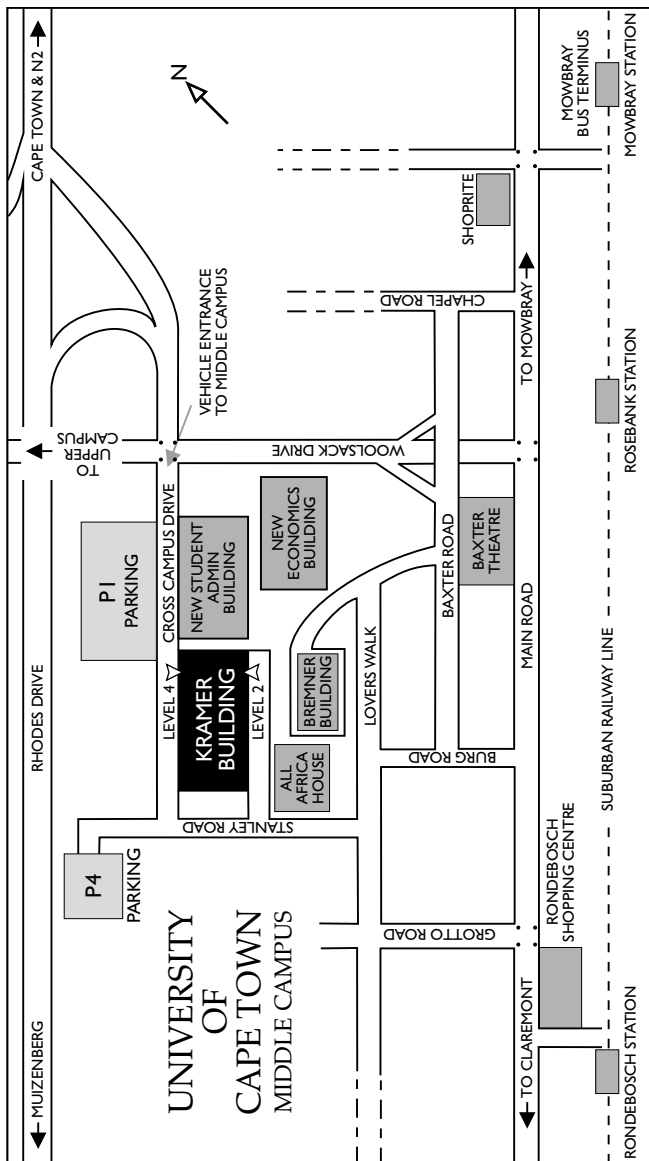 MUIZENBERG
RHODES DRIVE
CAPE TOWN & N2
TO
UPPER
CAMPUS
N
P4
PARKING
P1
PARKING
CROSS CAMPUS DRIVE
VEHICLE ENTRANCE
TO MIDDLE CAMPUS
LEVEL 4
KRAMER
BUILDING
LEVEL 2
NEW STUDENT
ADMIN
BUILDING
NEW
ECONOMICS
BUILDING
UNIVERSITY
OF
CAPE TOWN
MIDDLE CAMPUS
STANLEY ROAD
ALL
AFRICA
HOUSE
BREMNER
BUILDING
LOVERS WALK
WOOLSACK DRIVE
CHAPEL ROAD
GROTTO ROAD
BURG ROAD
BAXTER ROAD
BAXTER
THEATRE
SHOPRITE
TO CLAREMONT
MAIN ROAD
TO MOWBRAY
RONDEBOSCH
SHOPPING CENTRE
MOWBRAY
BUS TERMINUS
SUBURBAN RAILWAY LINE
RONDEBOSCH STATION
ROSEBANK STATION
MOWBRAY STATION